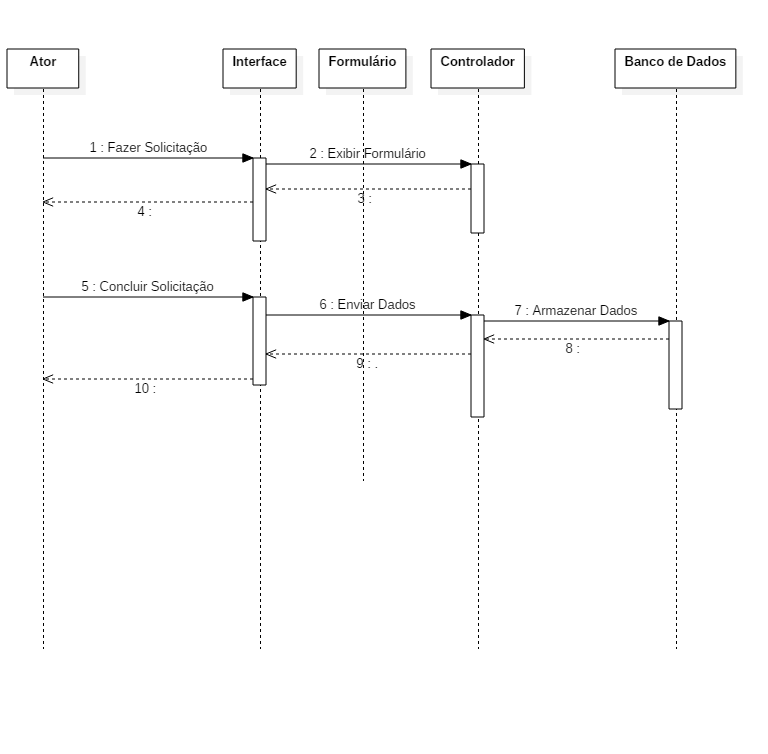 Ator
Interface
Formulário
Controlador
Banco de Dados
1 : Fazer Solicitação
2 : Exibir Formulário
3 :
4 :
5 : Concluir Solicitação
6 : Enviar Dados
7 : Armazenar Dados
8 :
9 : .
10 :